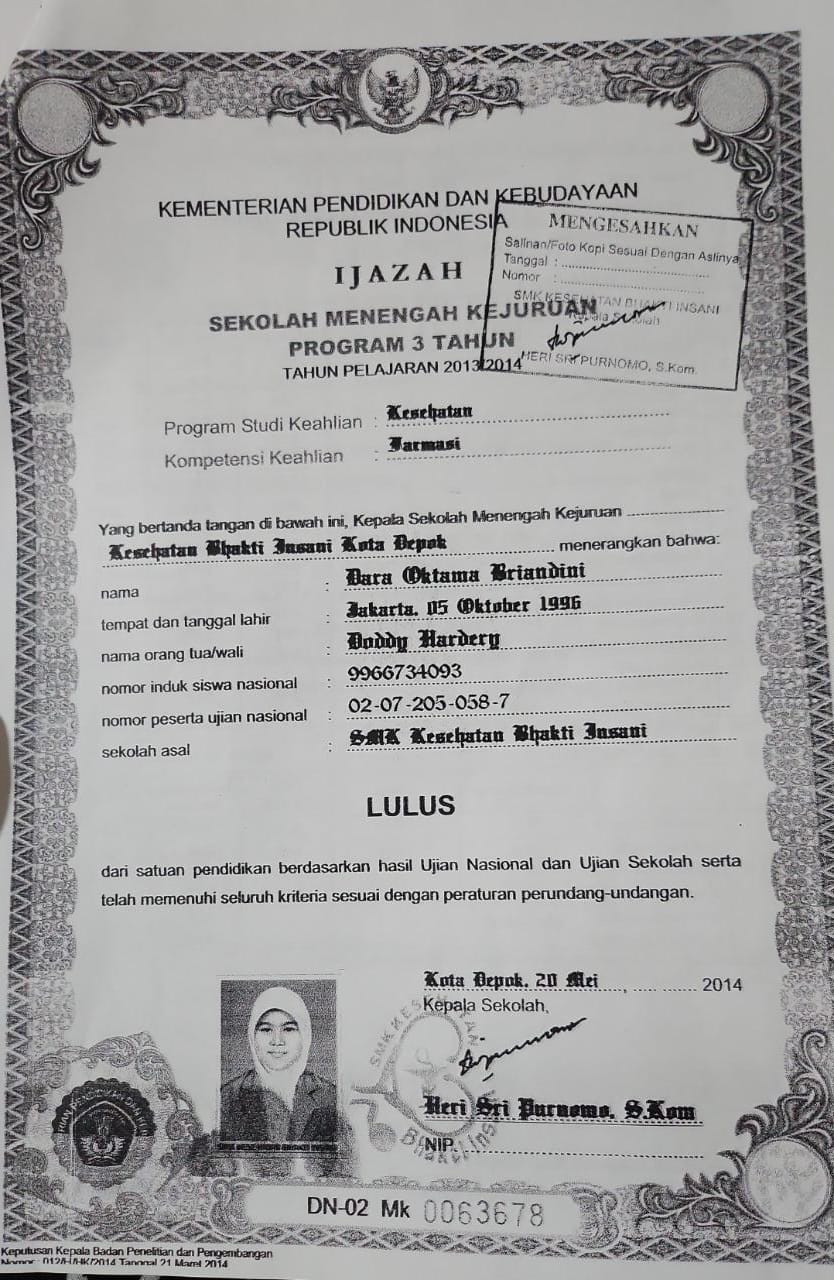 KEMENTERIAN PENDIDIKAN DAN KEBUDAYAAN
REPUBLIK INDONESIA
MENGESAHKAN
Salinan/Foto Kopi Sesuai Dengan Aslinya
Tanggal :
Nomor :
SMK KESEHATAN BHAKTI INSANI
Kepala Sekolah
HERI SRI PURNOMO, S.Kom.
IJAZAH
SEKOLAH MENENGAH KEJURUAN
PROGRAM 3 TAHUN
TAHUN PELAJARAN 2013/2014
Program Studi Keahlian : Kesehatan
Kompetensi Keahlian : Farmasi
Yang bertanda tangan di bawah ini, Kepala Sekolah Menengah Kejuruan
Kesehatan Bhakti Insani Kota Depok menerangkan bahwa:
nama : Dara Oktama Briandini
tempat dan tanggal lahir : Jakarta, 05 Oktober 1996
nama orang tua/wali : Doddy Hardery
nomor induk siswa nasional : 9966734093
nomor peserta ujian nasional : 02-07-205-058-7
sekolah asal : SMK Kesehatan Bhakti Insani
LULUS
dari satuan pendidikan berdasarkan hasil Ujian Nasional dan Ujian Sekolah serta
telah memenuhi seluruh kriteria sesuai dengan peraturan perundang-undangan.
Kota Depok, 20 Mei 2014
Kepala Sekolah,
SMK KESEHATAN
Bhakti Insani
Heri Sri Purnomo, S.Kom
NIP.
DN-02 Mk 0063678
Keputusan Kepala Badan Penelitian dan Pengembangan
Nomor : 012/H/HK/2014 Tanggal 21 Maret 2014